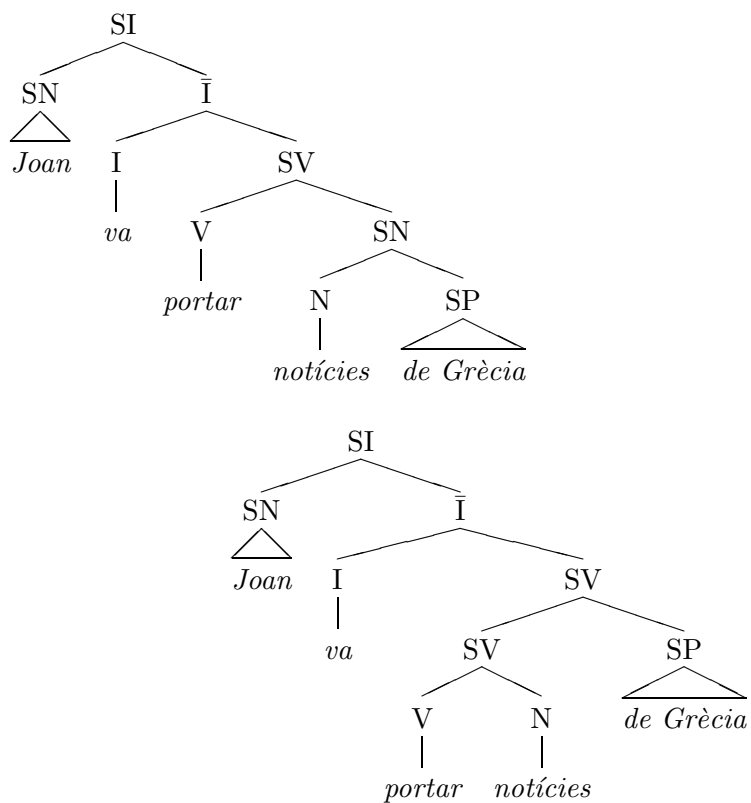 SI
SN Ī
Joan I SV
va V SN
portar N SP
notícies de Grècia
SI
SN Ī
Joan I SV
va SV SP
V N de Grècia
portar notícies